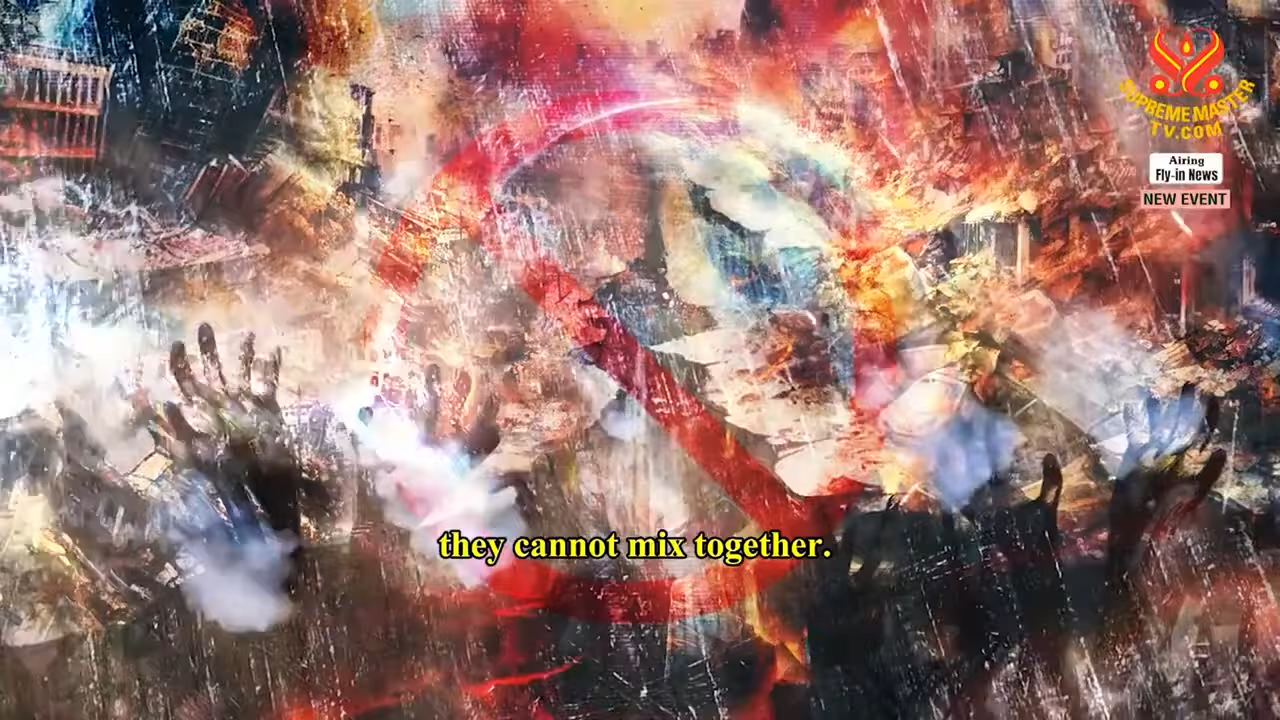 SUPREME MASTER
TV.COM
Airing
Fly-in News
NEW EVENT
they cannot mix together.